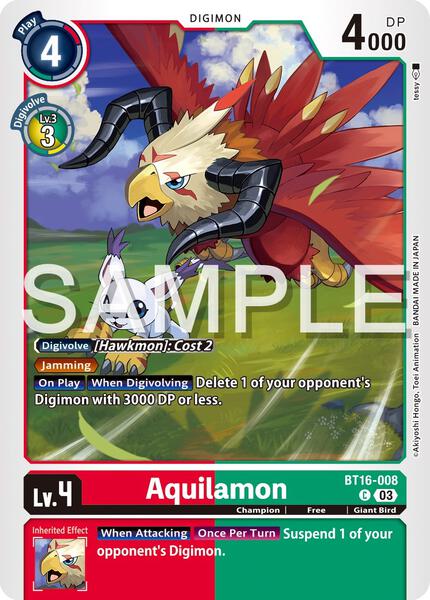 DIGIMON
Play
4
4000 DP
Digivolve
Lv.3
3
tessy
©Akiyoshi Hongo, Toei Animation BANDAI MADE IN JAPAN
SAMPLE
Digivolve [Hawkmon]: Cost 2
Jamming
On Play When Digivolving Delete 1 of your opponent's
Digimon with 3000 DP or less.
BT16-008
Lv.4 Aquilamon C 03
Champion Free Giant Bird
Inherited Effect
When Attacking Once Per Turn Suspend 1 of your
opponent's Digimon.